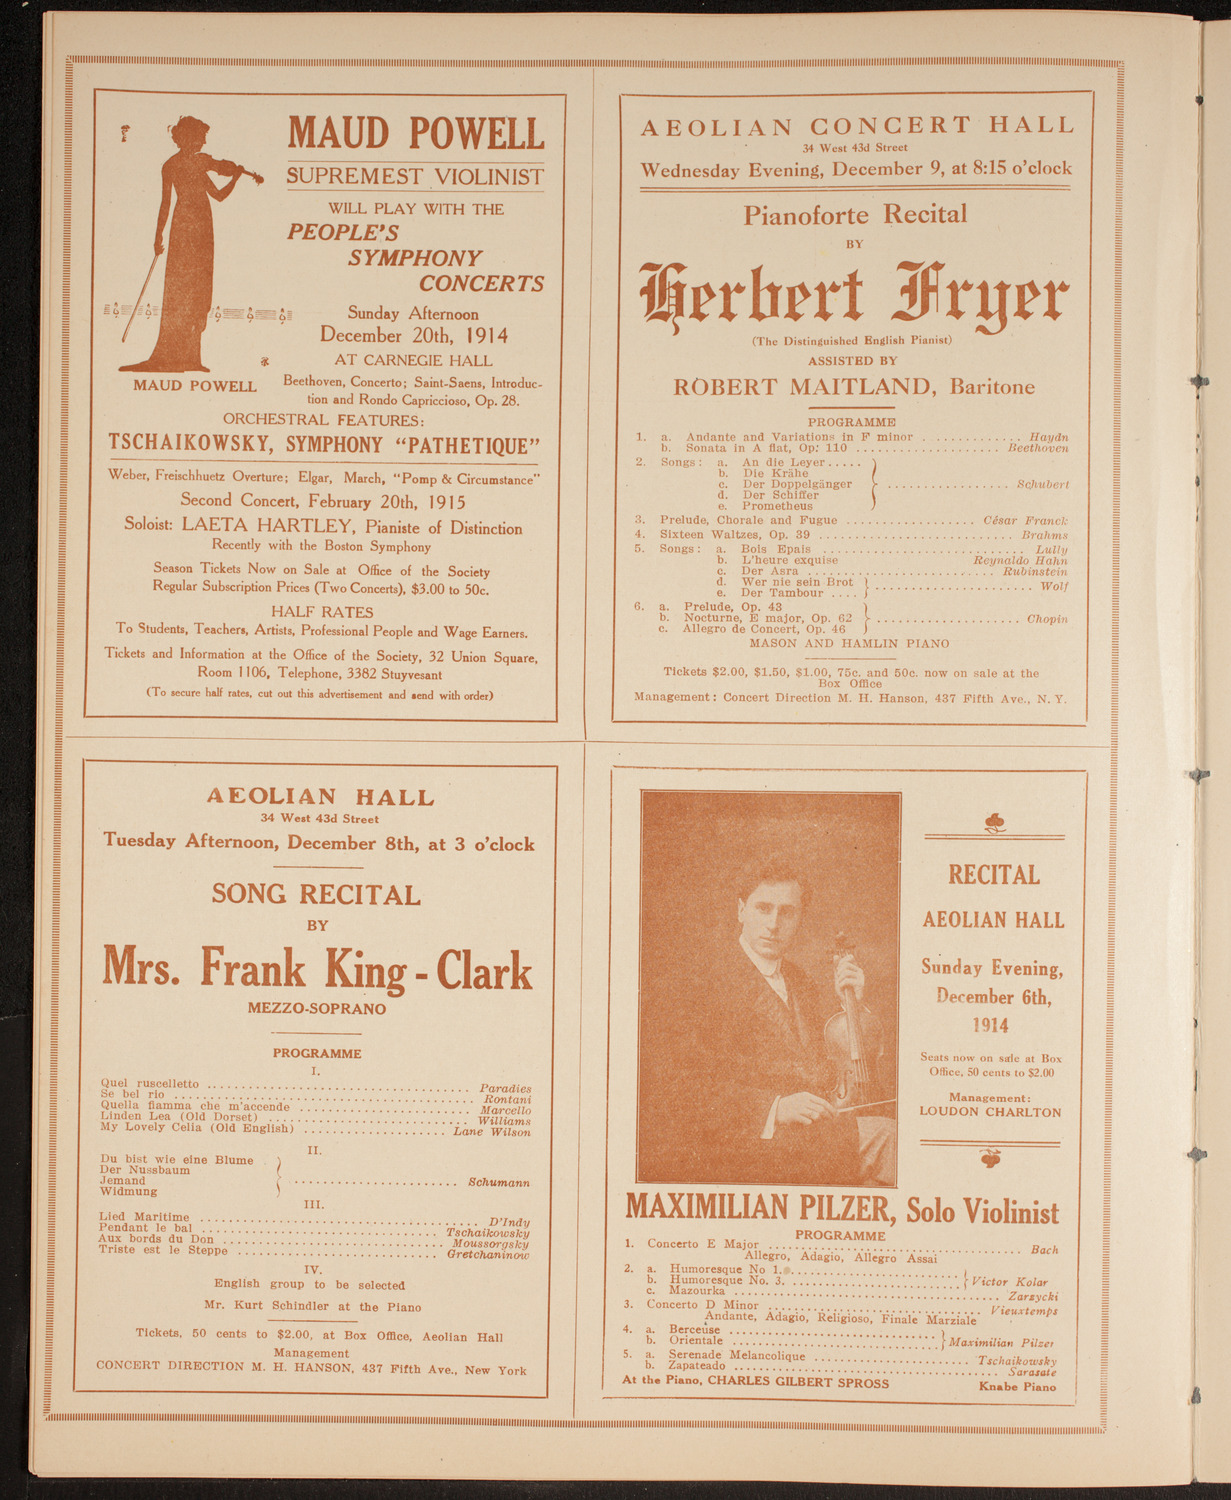 MAUD POWELL
SUPREMEST VIOLINIST
WILL PLAY WITH THE
PEOPLE'S
SYMPHONY
CONCERTS
Sunday Afternoon
December 20th, 1914
AT CARNEGIE HALL
MAUD POWELL
Beethoven, Concerto; Saint-Saens, Introduc-
tion and Rondo Capriccioso, Op. 28.
ORCHESTRAL FEATURES:
TSCHAIKOWSKY, SYMPHONY "PATHETIQUE"
Weber, Freischhuetz Overture; Elgar, March, "Pomp & Circumstance"
Second Concert, February 20th, 1915
Soloist: LAETA HARTLEY, Pianiste of Distinction
Recently with the Boston Symphony
Season Tickets Now on Sale at Office of the Society
Regular Subscription Prices (Two Concerts), $3.00 to 50c.
HALF RATES
To Students, Teachers, Artists, Professional People and Wage Earners.
Tickets and Information at the Office of the Society, 32 Union Square,
Room 1106, Telephone, 3382 Stuyvesant
(To secure half rates, cut out this advertisement and send with order)
AEOLIAN CONCERT HALL
34 West 43d Street
Wednesday Evening, December 9, at 8:15 o'clock
Pianoforte Recital
BY
Herbert Fryer
(The Distinguished English Pianist)
ASSISTED BY
ROBERT MAITLAND, Baritone
PROGRAMME
1. a. Andante and Variations in F minor ............. Haydn
b. Sonata in A flat, Op. 110 .................... Beethoven
2. Songs: a. An die Leyer.....
b. Die Krähe
c. Der Doppelgänger ................. Schubert
d. Der Schiffer
e. Prometheus
3. Prelude, Chorale and Fugue .................. César Franck
4. Sixteen Waltzes, Op. 39 ........................... Brahms
5. Songs: a. Bois Epais ............................ Lully
b. L'heure exquise Reynaldo Hahn
c. Der Asra .......................... Rubinstein
d. Wer nie sein Brot
e. Der Tambour .... ...................... Wolf
6. a. Prelude, Op. 43
b. Nocturne, E major, Op. 62 .................... Chopin
c. Allegro de Concert, Op. 46
MASON AND HAMLIN PIANO
Tickets $2.00, $1.50, $1.00, 75c. and 50c. now on sale at the
Box Office
Management: Concert Direction M. H. Hanson, 437 Fifth Ave., N. Y.
AEOLIAN HALL
34 West 43d Street
Tuesday Afternoon, December 8th, at 3 o'clock
SONG RECITAL
BY
Mrs. Frank King-Clark
MEZZO-SOPRANO
PROGRAMME
I.
Quel ruscelletto .................................... Paradies
Se bel rio .......................................... Rontani
Quella fiamma che m'accende ........................ Marcello
Linden Lea (Old Dorset) ............................ Williams
My Lovely Celia (Old English) .................... Lane Wilson
II.
Du bist wie eine Blume
Der Nussbaum
Jemand ....................... Schumann
Widmung
III.
Lied Maritime ....................................... D'Indy
Pendant le bal ................................. Tschaikowsky
Aux bords du Don ............................... Moussorgsky
Triste est le Steppe ............................ Gretchaninow
IV.
English group to be selected
Mr. Kurt Schindler at the Piano
Tickets, 50 cents to $2.00, at Box Office, Aeolian Hall
Management
CONCERT DIRECTION M. H. HANSON, 437 Fifth Ave., New York
RECITAL
AEOLIAN HALL
Sunday Evening,
December 6th,
1914
Seats now on sale at Box
Office, 50 cents to $2.00
Management:
LOUDON CHARLTON
MAXIMILIAN PILZER, Solo Violinist
PROGRAMME
1. Concerto E Major ................................... Bach
Allegro, Adagio, Allegro Assai
2. a. Humoresque No 1. ........................
b. Humoresque No. 3. ....................... Victor Kolar
c. Mazourka ..................................... Zarzycki
3. Concerto D Minor .............................. Vieuxtemps
Andante, Adagio, Religioso, Finale Marziale
4. a. Berceuse ..............................
b. Orientale .............................. Maximilian Pilzer
5. a. Serenade Melancolique ...................... Tschaikowsky
b. Zapateado ..................................... Sarasate
At the Piano, CHARLES GILBERT SPROSS Knabe Piano